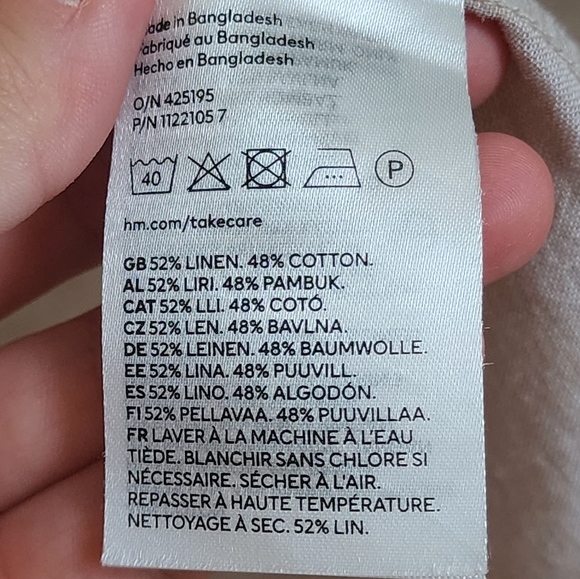 ade in Bangladesh
abriqué au Bangladesh
Hecho en Bangladesh
O/N 425195
P/N 1122105 7
40 P
hm.com/takecare
GB 52% LINEN. 48% COTTON.
AL 52% LIRI. 48% PAMBUK.
CAT 52% LLI. 48% COTÓ.
CZ 52% LEN. 48% BAVLNA.
DE 52% LEINEN. 48% BAUMWOLLE.
EE 52% LINA. 48% PUUVILL.
ES 52% LINO. 48% ALGODÓN.
FI 52% PELLAVAA. 48% PUUVILLAA.
FR LAVER À LA MACHINE À L'EAU
TIÈDE. BLANCHIR SANS CHLORE SI
NÉCESSAIRE. SÉCHER À L'AIR.
REPASSER À HAUTE TEMPÉRATURE.
NETTOYAGE À SEC. 52% LIN.